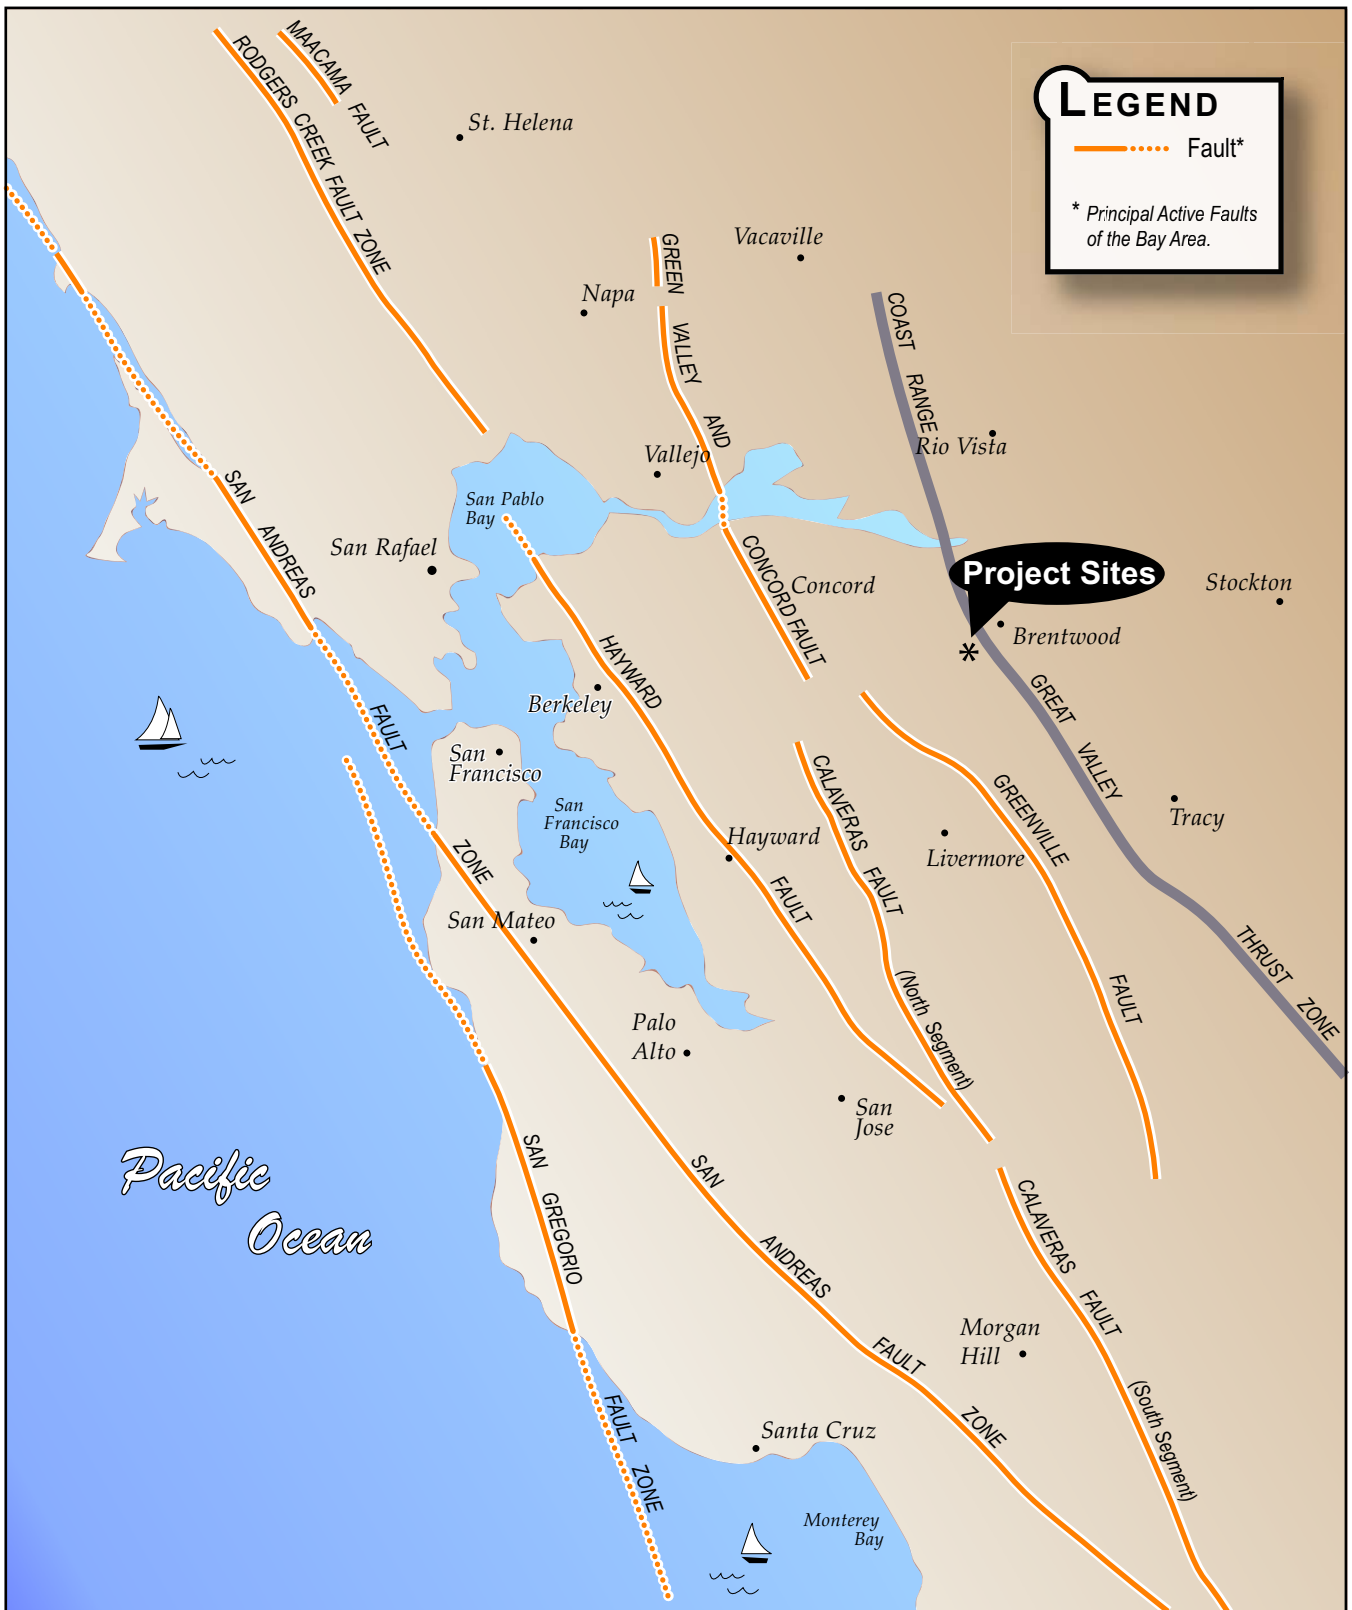 LEGEND
Fault*
* Principal Active Faults
of the Bay Area.
MAACAMA FAULT
RODGERS CREEK FAULT ZONE
St. Helena
Vacaville
Napa
GREEN VALLEY AND
CONCORD FAULT
COAST RANGE
Rio Vista
Vallejo
San Pablo
Bay
San Rafael
SAN ANDREAS
FAULT
ZONE
Concord
Project Sites
Stockton
Brentwood
GREAT VALLEY
THRUST ZONE
HAYWARD
FAULT
Berkeley
San
Francisco
San
Francisco
Bay
CALAVERAS FAULT
(North Segment)
GREENVILLE
FAULT
Tracy
Livermore
Hayward
San Mateo
Palo
Alto
San
Jose
Pacific
Ocean
SAN GREGORIO
FAULT ZONE
SAN ANDREAS
FAULT ZONE
CALAVERAS FAULT
(South Segment)
Morgan
Hill
Santa Cruz
Monterey
Bay